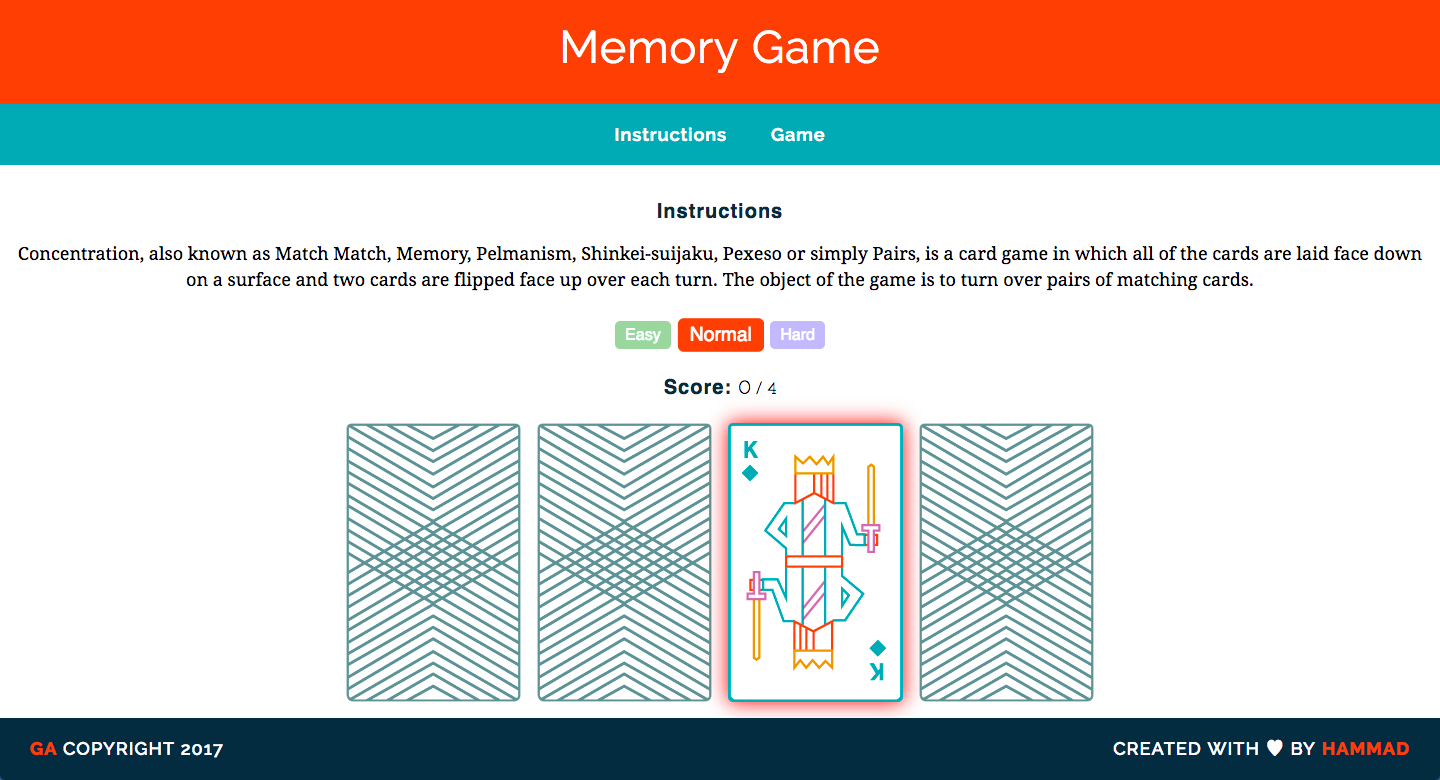 Memory Game
Instructions Game
Instructions
Concentration, also known as Match Match, Memory, Pelmanism, Shinkei-suijaku, Pexeso or simply Pairs, is a card game in which all of the cards are laid face down
on a surface and two cards are flipped face up over each turn. The object of the game is to turn over pairs of matching cards.
Easy Normal Hard
Score: 0 / 4
K
K
GA COPYRIGHT 2017
CREATED WITH ♥ BY HAMMAD